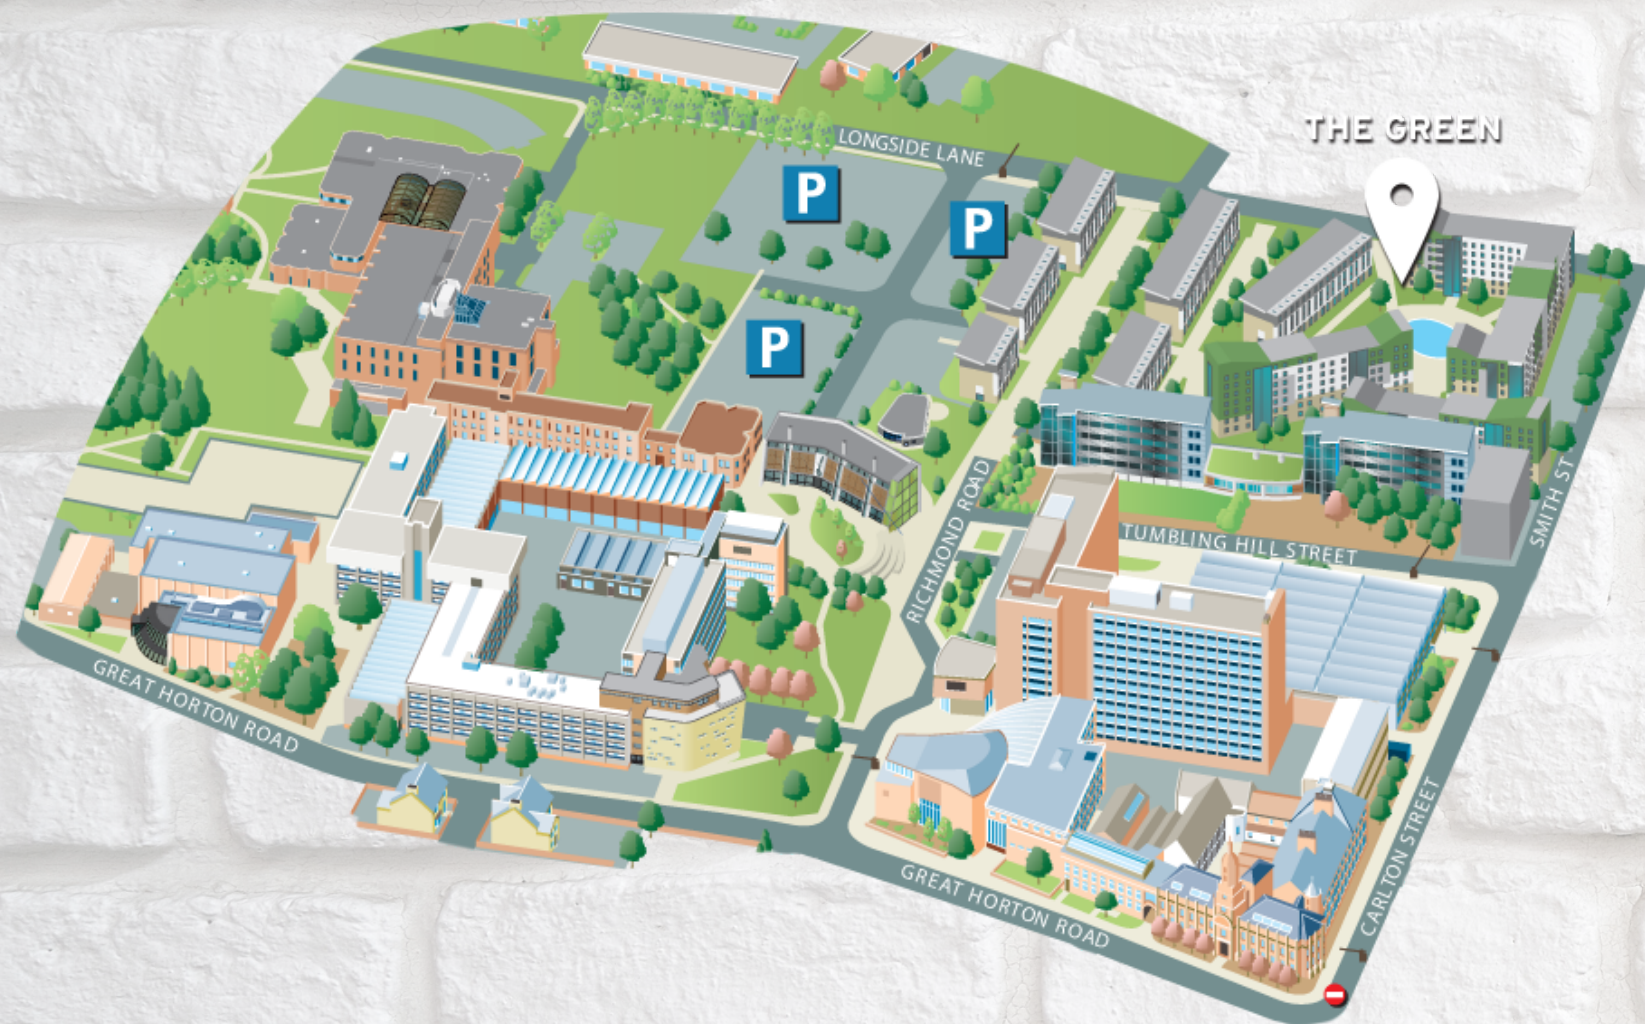 THE GREEN
LONGSIDE LANE
P
P
P
RICHMOND ROAD
TUMBLING HILL STREET
SMITH ST
GREAT HORTON ROAD
CARLTON STREET
GREAT HORTON ROAD